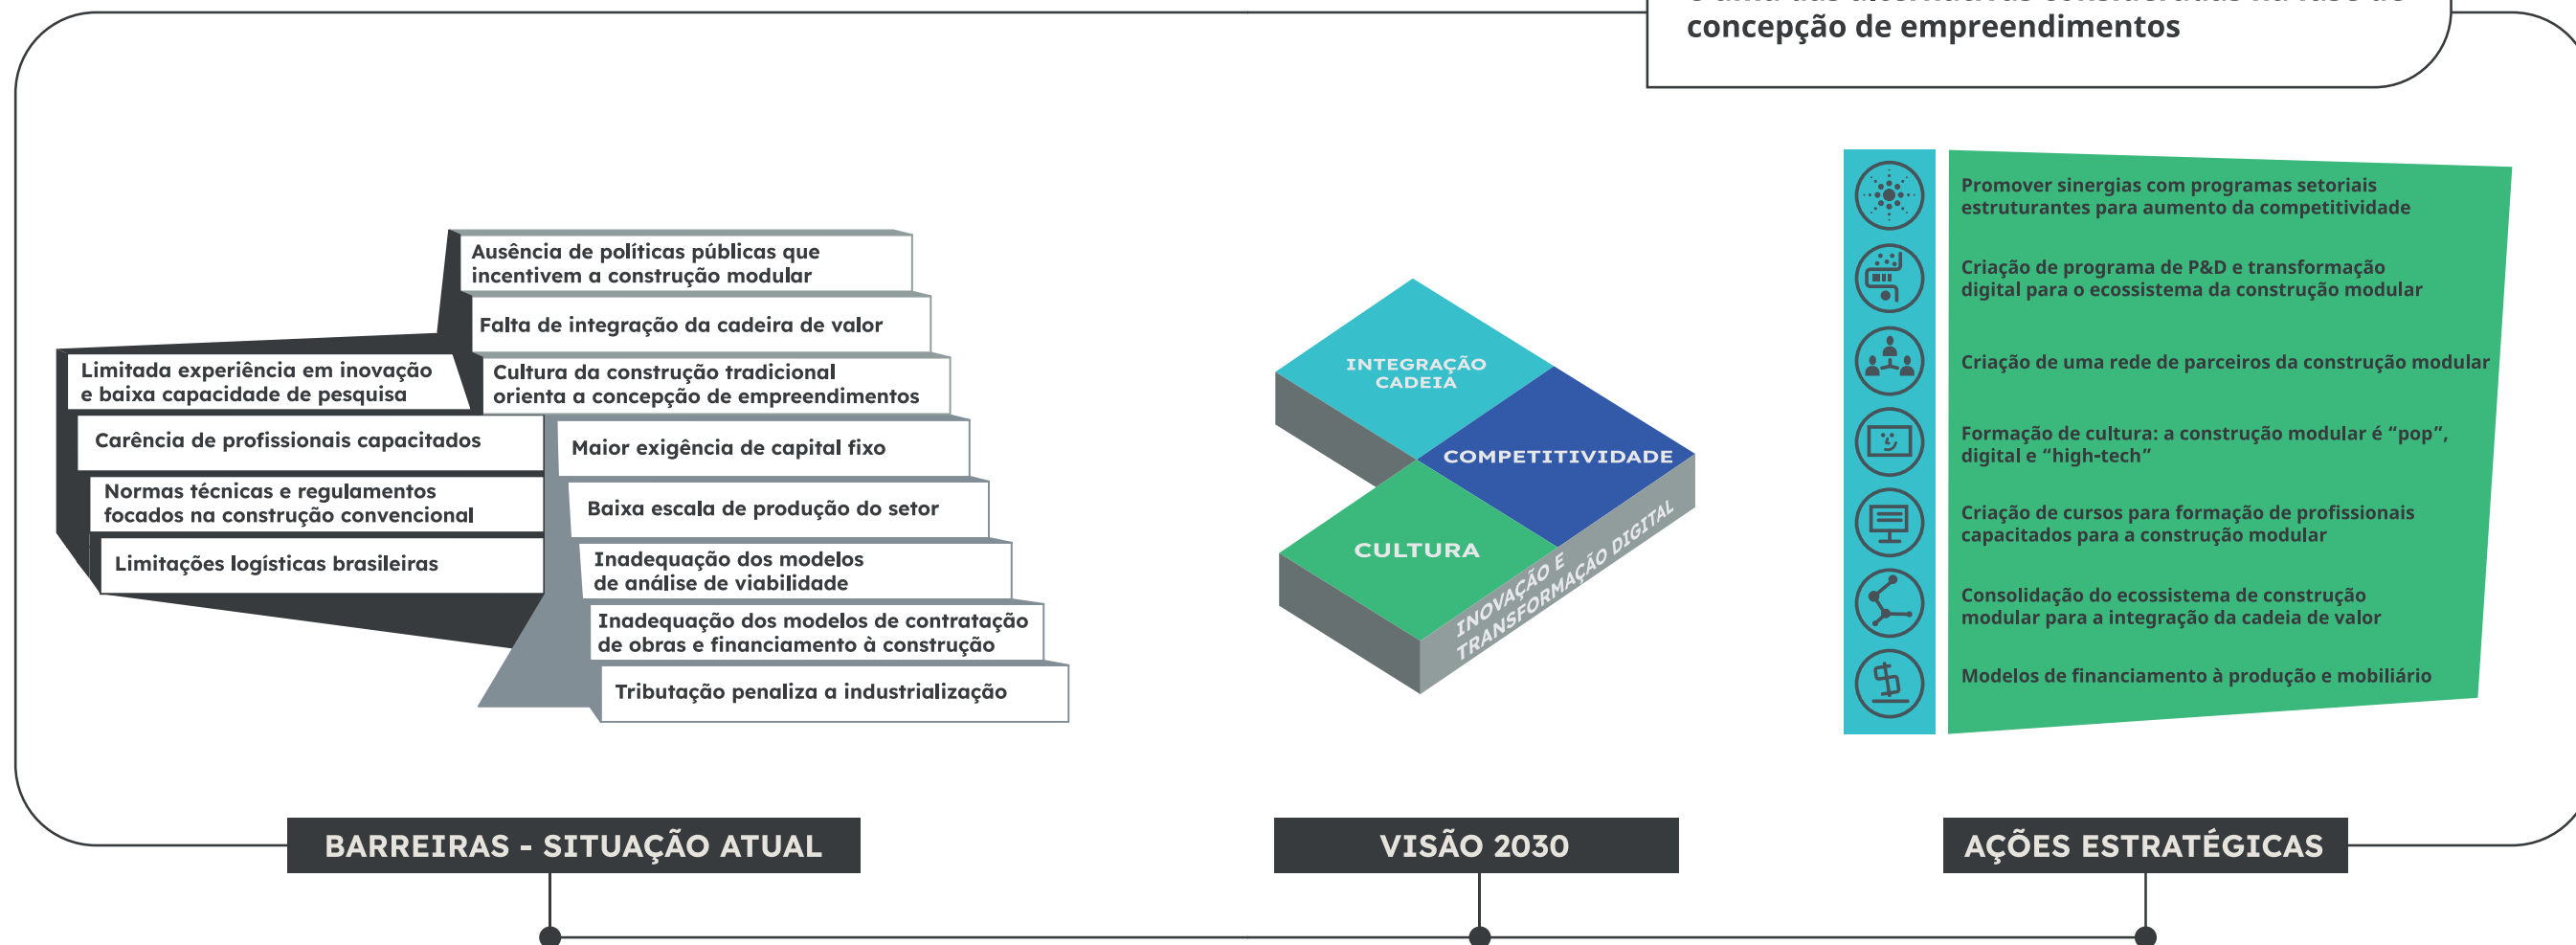 concepção de empreendimentos
Ausência de políticas públicas que
incentivem a construção modular
Falta de integração da cadeira de valor
Cultura da construção tradicional
orienta a concepção de empreendimentos
Limitada experiência em inovação
e baixa capacidade de pesquisa
Carência de profissionais capacitados
Normas técnicas e regulamentos
focados na construção convencional
Limitações logísticas brasileiras
Maior exigência de capital fixo
Baixa escala de produção do setor
Inadequação dos modelos
de análise de viabilidade
Inadequação dos modelos de contratação
de obras e financiamento à construção
Tributação penaliza a industrialização
BARREIRAS - SITUAÇÃO ATUAL
INTEGRAÇÃO
CADEIA
COMPETITIVIDADE
CULTURA
INOVAÇÃO E
TRANSFORMAÇÃO DIGITAL
VISÃO 2030
Promover sinergias com programas setoriais
estruturantes para aumento da competitividade
Criação de programa de P&D e transformação
digital para o ecossistema da construção modular
Criação de uma rede de parceiros da construção modular
Formação de cultura: a construção modular é “pop”,
digital e “high-tech”
Criação de cursos para formação de profissionais
capacitados para a construção modular
Consolidação do ecossistema de construção
modular para a integração da cadeia de valor
Modelos de financiamento à produção e mobiliário
AÇÕES ESTRATÉGICAS